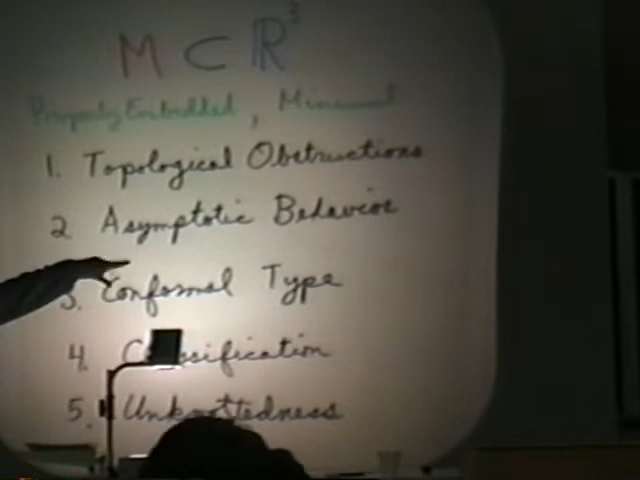 M ⊂ ℝ³
Properly Embedded, Minimal
1. Topological Obstructions
2. Asymptotic Behavior
3. Conformal Type
4. Classification
5. Unknottedness